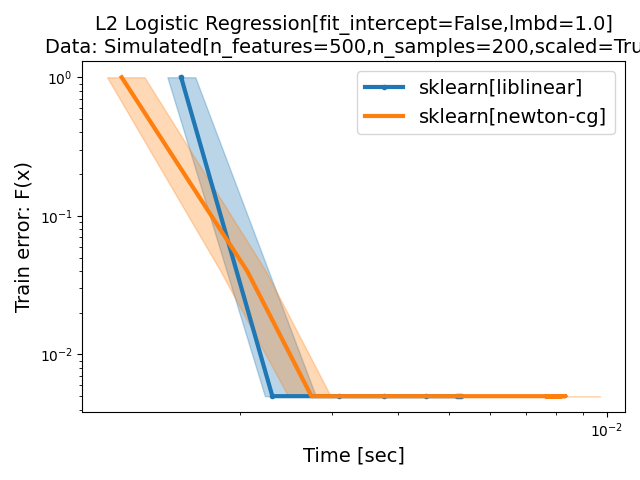 L2 Logistic Regression[fit_intercept=False,lmbd=1.0]
Data: Simulated[n_features=500,n_samples=200,scaled=Tru
sklearn[liblinear]
sklearn[newton-cg]
Train error: F(x)
10⁰
10⁻¹
10⁻²
10⁻²
Time [sec]